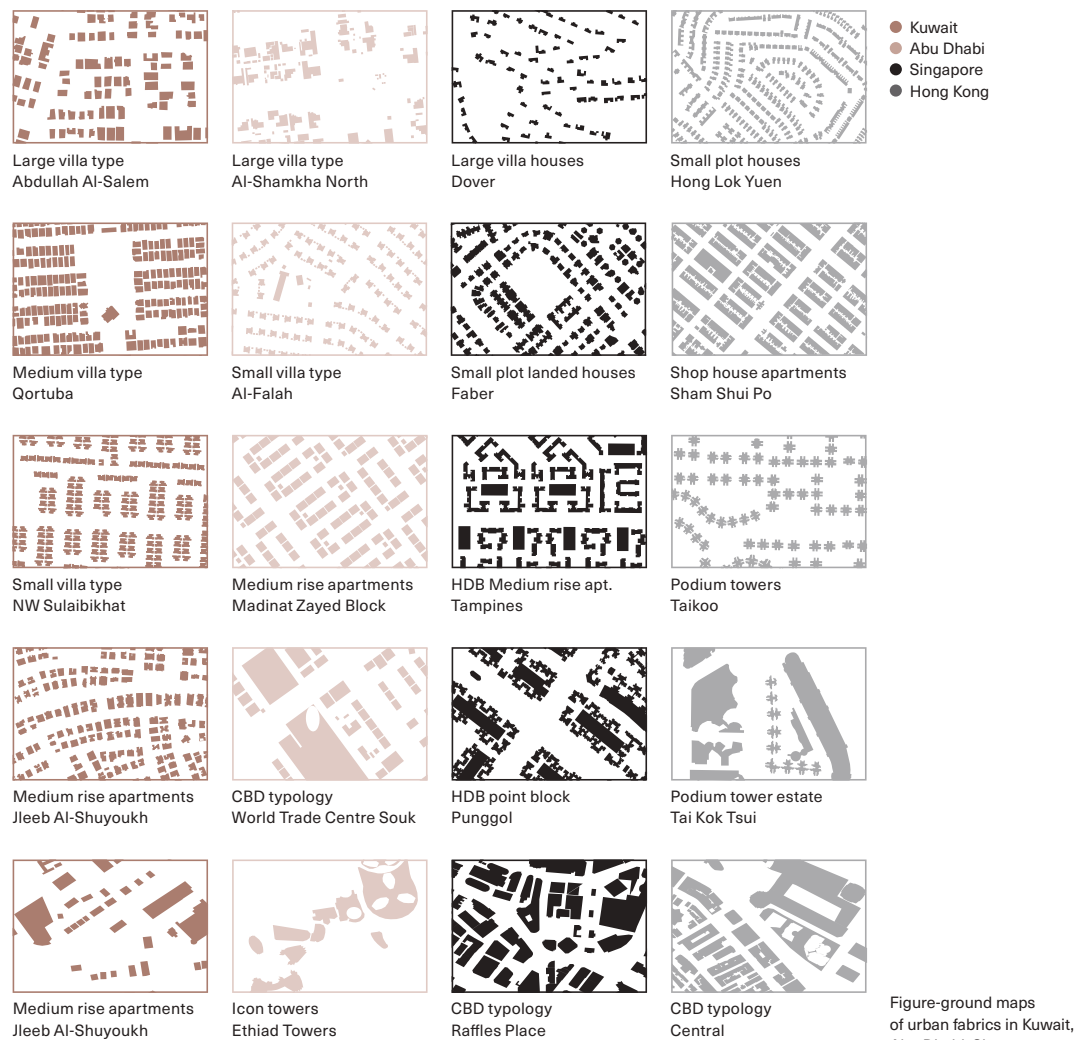 Kuwait
Abu Dhabi
Singapore
Hong Kong
Large villa type
Abdullah Al-Salem
Large villa type
Al-Shamkha North
Large villa houses
Dover
Small plot houses
Hong Lok Yuen
Medium villa type
Qortuba
Small villa type
Al-Falah
Small plot landed houses
Faber
Shop house apartments
Sham Shui Po
Small villa type
NW Sulaibikhat
Medium rise apartments
Madinat Zayed Block
HDB Medium rise apt.
Tampines
Podium towers
Taikoo
Medium rise apartments
Jleeb Al-Shuyoukh
CBD typology
World Trade Centre Souk
HDB point block
Punggol
Podium tower estate
Tai Kok Tsui
Medium rise apartments
Jleeb Al-Shuyoukh
Icon towers
Ethiad Towers
CBD typology
Raffles Place
CBD typology
Central
Figure-ground maps
of urban fabrics in Kuwait,